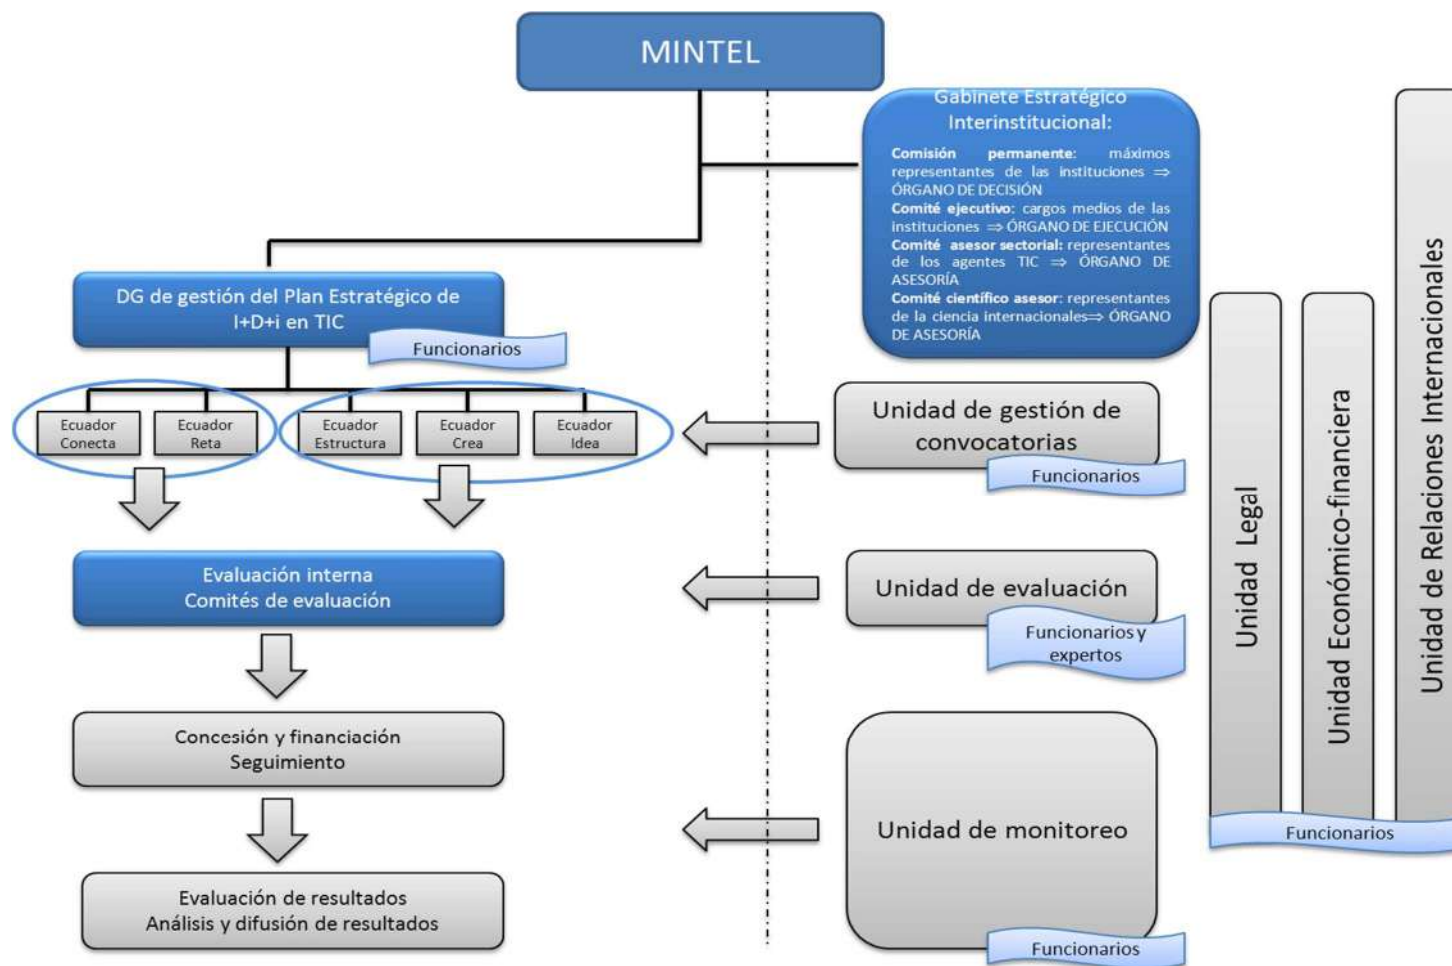 MINTEL
Gabinete Estratégico
Interinstitucional:
Comisión permanente: máximos
representantes de las instituciones ⇒
ÓRGANO DE DECISIÓN
Comité ejecutivo: cargos medios de las
instituciones ⇒ ÓRGANO DE EJECUCIÓN
Comité asesor sectorial: representantes
de los agentes TIC ⇒ ÓRGANO DE
ASESORÍA
Comité científico asesor: representantes
de la ciencia internacionales⇒ ÓRGANO
DE ASESORÍA
DG de gestión del Plan Estratégico de
I+D+i en TIC
Funcionarios
Ecuador
Conecta
Ecuador
Reta
Ecuador
Estructura
Ecuador
Crea
Ecuador
Idea
Unidad de gestión de
convocatorias
Funcionarios
Evaluación interna
Comités de evaluación
Unidad de evaluación
Funcionarios y
expertos
Concesión y financiación
Seguimiento
Unidad de monitoreo
Funcionarios
Evaluación de resultados
Análisis y difusión de resultados
Unidad Legal
Unidad Económico-financiera
Unidad de Relaciones Internacionales
Funcionarios